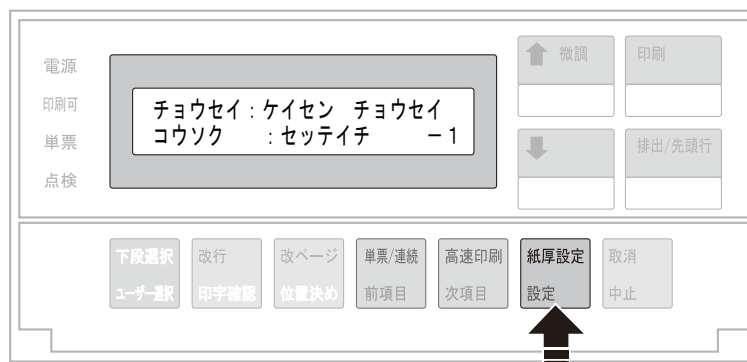 電源
印刷可
単票
点検
チョウセイ:ケイセン チョウセイ
コウソク :セッテイチ -1
微調
印刷
排出/先頭行
下段選択
ユーザー選択
改行
印字確認
改ページ
位置決め
単票/連続
前項目
高速印刷
次項目
紙厚設定
設定
取消
中止